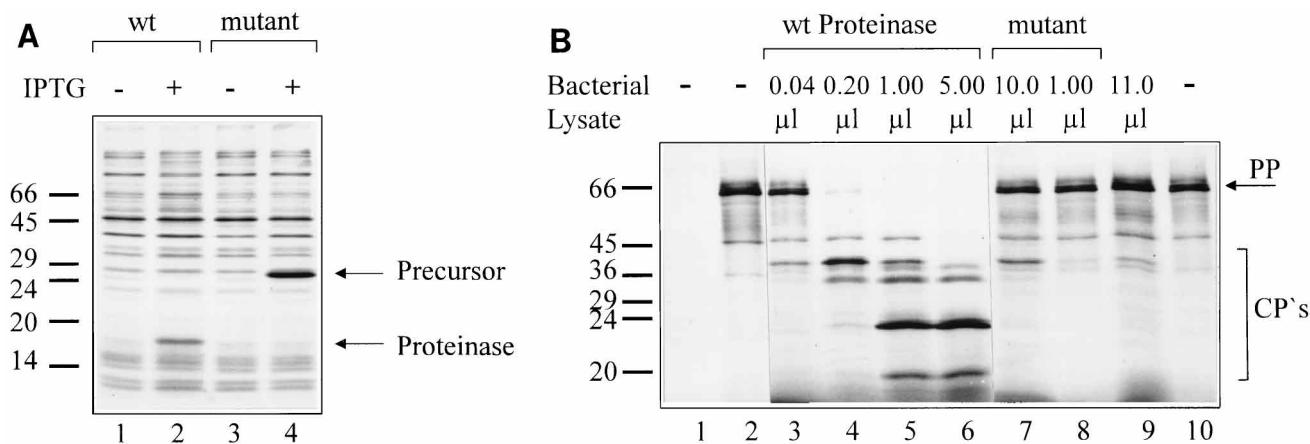 A
wt mutant
IPTG - + - +
66
45
29
24
20
14
Precursor
Proteinase
1 2 3 4
B
wt Proteinase mutant
Bacterial - - 0.04 0.20 1.00 5.00 10.0 1.00 11.0 -
Lysate µl µl µl µl µl µl µl
66
45
36
29
24
20
PP
CP`s
1 2 3 4 5 6 7 8 9 10